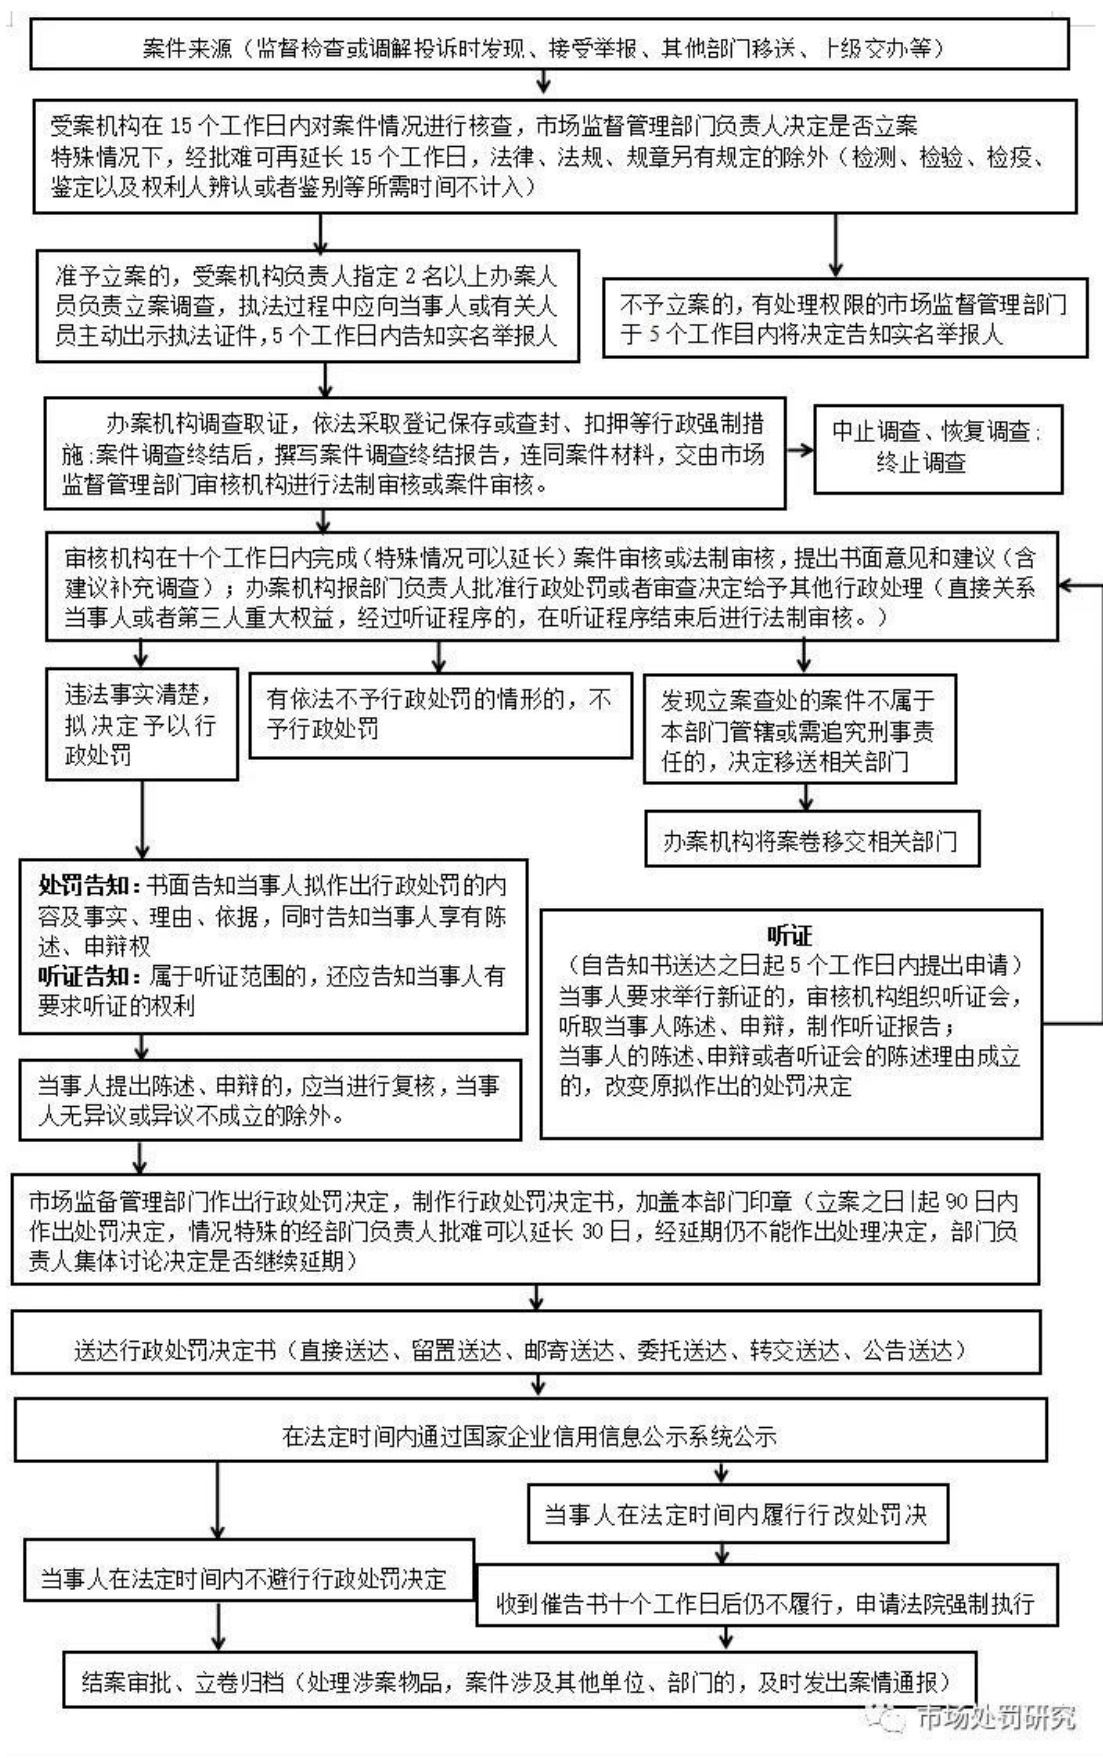 案件来源（监督检查或调解投诉时发现、接受举报、其他部门移送、上级交办等）
受案机构在 15 个工作日内对案件情况进行核查，市场监督管理部门负责人决定是否立案
特殊情况下，经批难可再延长 15 个工作日，法律、法规、规章另有规定的除外（检测、检验、检疫、
鉴定以及权利人辨认或者鉴别等所需时间不计入）
准予立案的，受案机构负责人指定 2 名以上办案人
员负责立案调查，执法过程中应向当事人或有关人
员主动出示执法证件，5 个工作日内告知实名举报人
不予立案的，有处理权限的市场监督管理部门
于 5 个工作目内将决定告知实名举报人
办案机构调查取证，依法采取登记保存或查封、扣押等行政强制措
施；案件调查终结后，撰写案件调查终结报告，连同案件材料，交由市场
监督管理部门审核机构进行法制审核或案件审核。
中止调查、恢复调查；
终止调查
审核机构在十个工作日内完成（特殊情况可以延长）案件审核或法制审核，提出书面意见和建议（含
建议补充调查）；办案机构报部门负责人批准行政处罚或者审查决定给予其他行政处理（直接关系
当事人或者第三人重大权益，经过听证程序的，在听证程序结束后进行法制审核。）
违法事实清楚，
拟决定予以行
政处罚
有依法不予行政处罚的情形的，不
予行政处罚
发现立案查处的案件不属于
本部门管辖或需追究刑事责
任的，决定移送相关部门
办案机构将案卷移交相关部门
处罚告知：书面告知当事人拟作出行政处罚的内
容及事实、理由、依据，同时告知当事人享有陈
述、申辩权
听证告知：属于听证范围的，还应告知当事人有
要求听证的权利
听证
（自告知书送达之日起 5 个工作日内提出申请）
当事人要求举行新证的，审核机构组织听证会，
听取当事人陈述、申辩，制作听证报告；
当事人的陈述、申辩或者听证会的陈述理由成立
的，改变原拟作出的处罚决定
当事人提出陈述、申辩的，应当进行复核，当事
人无异议或异议不成立的除外。
市场监备管理部门作出行政处罚决定，制作行政处罚决定书，加盖本部门印章（立案之日|起 90 日内
作出处罚决定，情况特殊的经部门负责人批难可以延长 30 日，经延期仍不能作出处理决定，部门负
责人集体讨论决定是否继续延期）
送达行政处罚决定书（直接送达、留置送达、邮寄送达、委托送达、转交送达、公告送达）
在法定时间内通过国家企业信用信息公示系统公示
当事人在法定时间内履行行改处罚决
当事人在法定时间内不避行行政处罚决定
收到催告书十个工作日后仍不履行，申请法院强制执行
结案审批、立卷归档（处理涉案物品，案件涉及其他单位、部门的，及时发出案情通报）
市场处罚研究